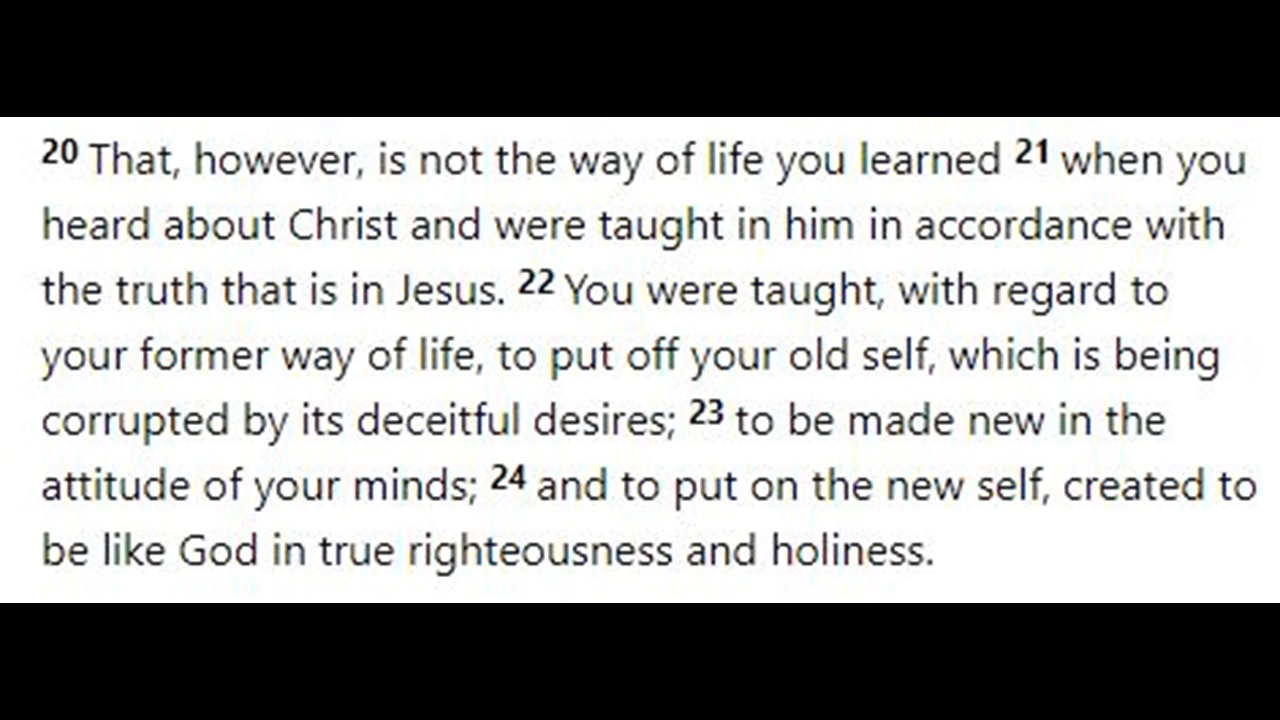 20 That, however, is not the way of life you learned 21 when you
heard about Christ and were taught in him in accordance with
the truth that is in Jesus. 22 You were taught, with regard to
your former way of life, to put off your old self, which is being
corrupted by its deceitful desires; 23 to be made new in the
attitude of your minds; 24 and to put on the new self, created to
be like God in true righteousness and holiness.